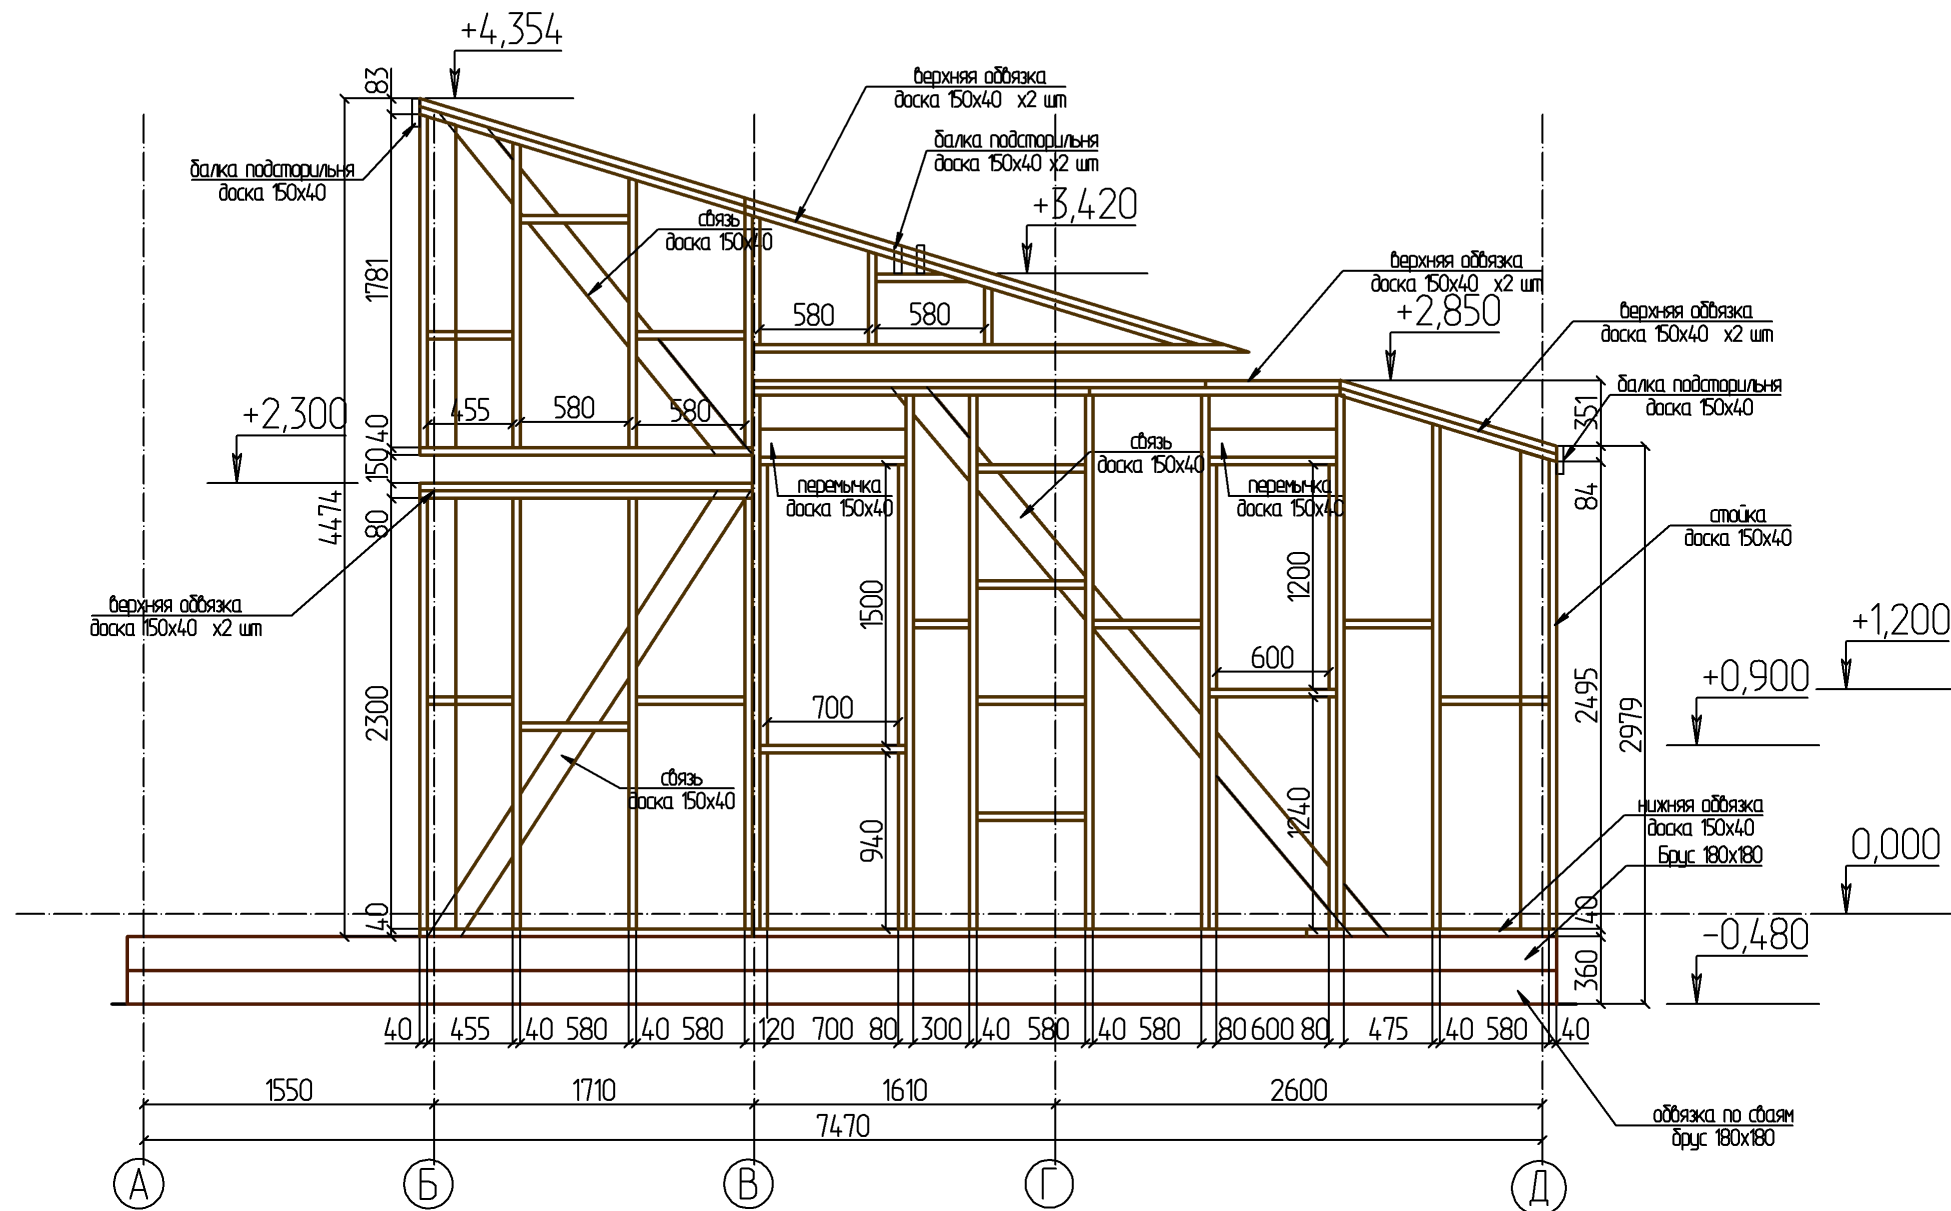 +4,354
83
верхняя обвязка
доска 150х40 х2 шт
балка подсторильня
доска 150х40 х2 шт
балка подсторильня
доска 150х40
+3,420
связь
доска 150х40
верхняя обвязка
доска 150х40 х2 шт
1781
+2,850
верхняя обвязка
доска 150х40 х2 шт
580
580
балка подсторильня
доска 150х40
351
+2,300
455
580
580
40
150
связь
доска 150х40
4474
80
перемычка
доска 150х40
перемычка
доска 150х40
84
стойка
доска 150х40
верхняя обвязка
доска 150х40 х2 шт
1500
1200
+1,200
600
+0,900
2300
700
2495
2979
связь
доска 150х40
940
1240
нижняя обвязка
доска 150х40
Брус 180х180
0,000
40
40
-0,480
360
40 455 40 580 40 580 120 700 80 300 40 580 40 580 80 600 80 475 40 580 40
1550 1710 1610 2600
7470
обвязка по сваям
брус 180х180
А Б В Г Д